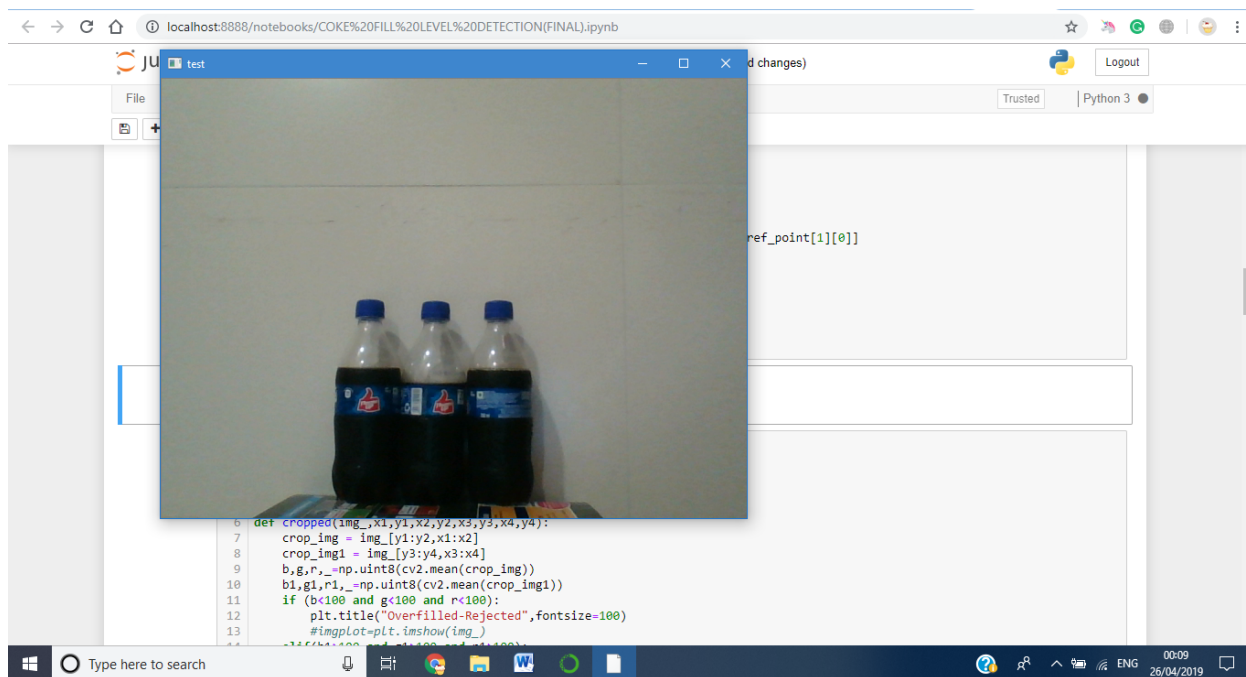 localhost:8888/notebooks/COKE%20FILL%20LEVEL%20DETECTION(FINAL).ipynb
JU
test
d changes)
Logout
File
Trusted
Python 3
ref_point[1][0]]
6 def cropped(img_,x1,y1,x2,y2,x3,y3,x4,y4):
7 crop_img = img_[y1:y2,x1:x2]
8 crop_img1 = img_[y3:y4,x3:x4]
9 b,g,r,_=np.uint8(cv2.mean(crop_img))
10 b1,g1,r1,_=np.uint8(cv2.mean(crop_img1))
11 if (b<100 and g<100 and r<100):
12 plt.title("Overfilled-Rejected",fontsize=100)
13 #imgplot=plt.imshow(img_)
Type here to search
ENG
00:09
26/04/2019